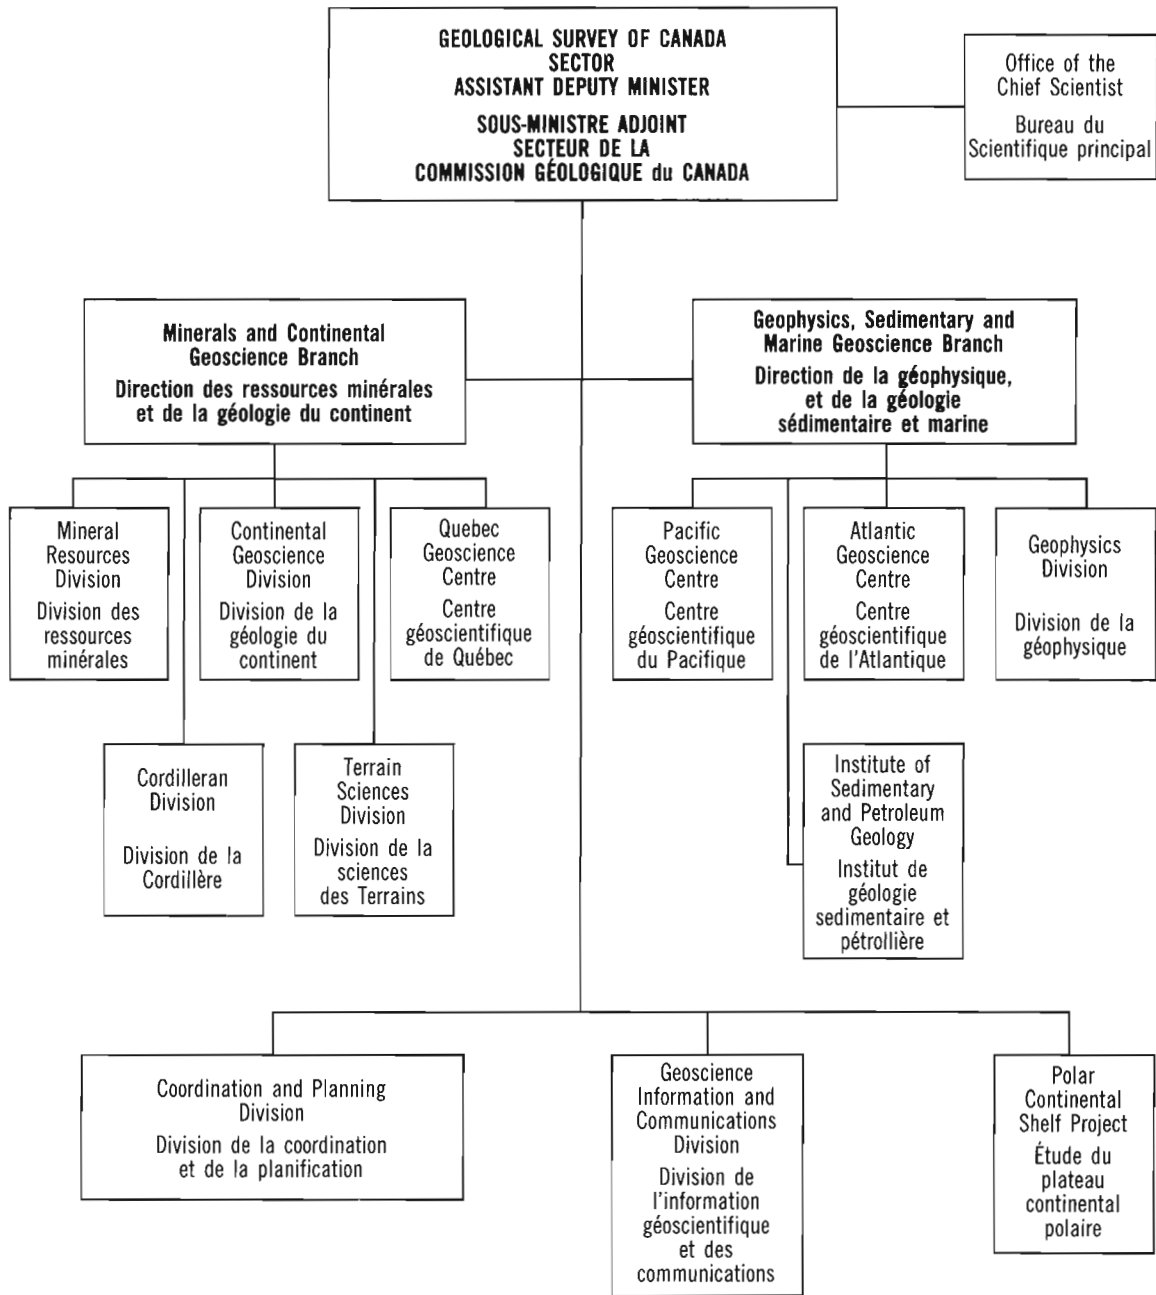 GEOLOGICAL SURVEY OF CANADA
SECTOR
ASSISTANT DEPUTY MINISTER
SOUS-MINISTRE ADJOINT
SECTEUR DE LA
COMMISSION GÉOLOGIQUE du CANADA
Office of the
Chief Scientist
Bureau du
Scientifique principal
Minerals and Continental
Geoscience Branch
Direction des ressources minérales
et de la géologie du continent
Geophysics, Sedimentary and
Marine Geoscience Branch
Direction de la géophysique,
et de la géologie
sédimentaire et marine
Mineral
Resources
Division
Division des
ressources
minérales
Continental
Geoscience
Division
Division de la
géologie du
continent
Quebec
Geoscience
Centre
Centre
géoscientifique
de Québec
Pacific
Geoscience
Centre
Centre
géoscientifique
du Pacifique
Atlantic
Geoscience
Centre
Centre
géoscientifique
de l'Atlantique
Geophysics
Division
Division de la
géophysique
Cordilleran
Division
Division de la
Cordillère
Terrain
Sciences
Division
Division de la
sciences
des Terrains
Institute of
Sedimentary
and Petroleum
Geology
Institut de
géologie
sedimentaire et
pétrollière
Coordination and Planning
Division
Division de la coordination
et de la planification
Geoscience
Information and
Communications
Division
Division de
l'information
géoscientifique
et des
communications
Polar
Continental
Shelf Project
Étude du
plateau
continental
polaire